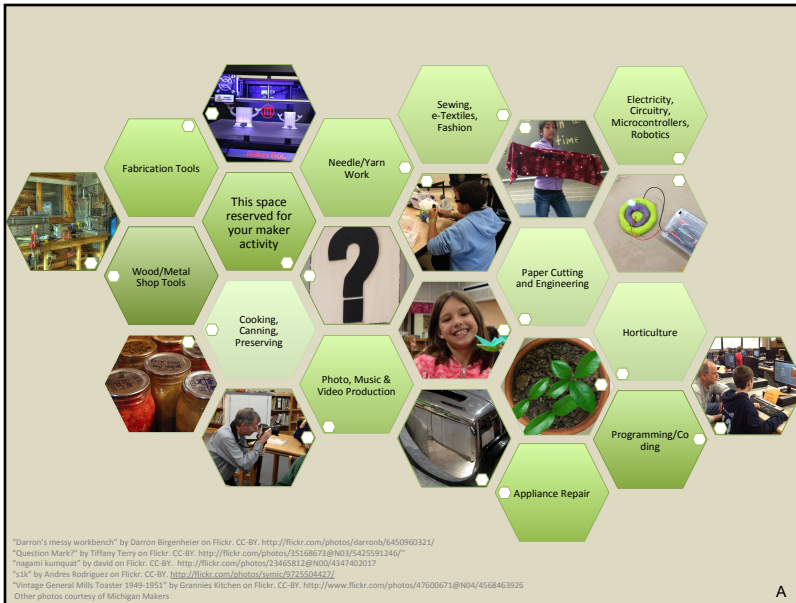 Sewing,
e-Textiles,
Fashion
Electricity,
Circuitry,
Microcontrollers,
Robotics
Fabrication Tools
Needle/Yarn
Work
This space
reserved for
your maker
activity
Wood/Metal
Shop Tools
Paper Cutting
and Engineering
Cooking,
Canning,
Preserving
Horticulture
Photo, Music &
Video Production
Programming/Co
ding
Appliance Repair
"Darron's messy workbench" by Darron Birgenheier on Flickr. CC-BY. http://flickr.com/photos/darronb/6450960321/
"Question Mark?" by Tiffany Terry on Flickr. CC-BY. http://flickr.com/photos/35168673@N03/5425591246/"
"nagami kumquat" by david on Flickr. CC-BY.  http://flickr.com/photos/23465812@N00/4347402017
"s1k" by Andres Rodriguez on Flickr. CC-BY. http://flickr.com/photos/symic/9725504427/
"Vintage General Mills Toaster 1949-1951" by Grannies Kitchen on Flickr. CC-BY. http://www.flickr.com/photos/47600671@N04/4568463926
Other photos courtesy of Michigan Makers
A